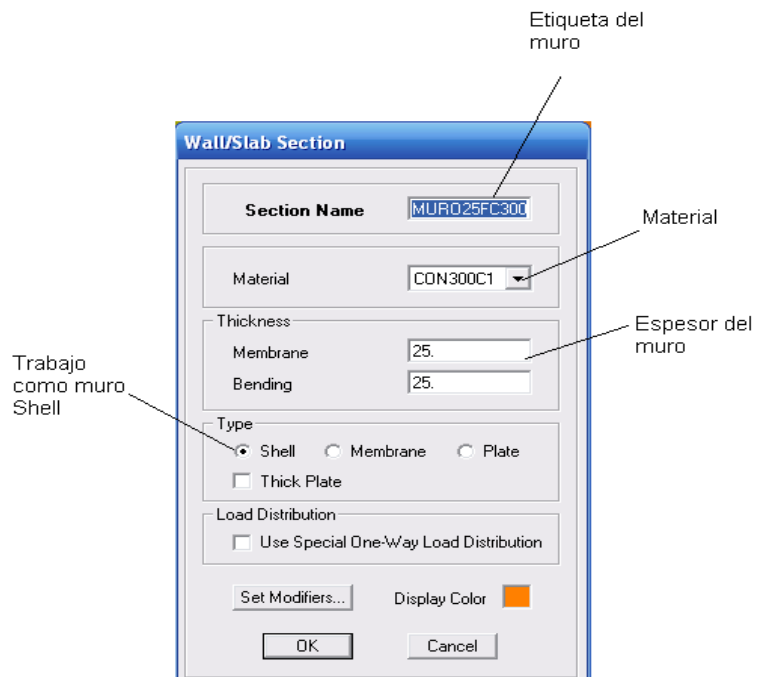 Etiqueta del
muro
Wall/Slab Section
Section Name MURO25FC300
Material
Material CON300C1
Thickness
Membrane 25.
Espesor del
muro
Bending 25.
Trabajo
como muro
Shell
Type
Shell Membrane Plate
Thick Plate
Load Distribution
Use Special One-Way Load Distribution
Set Modifiers... Display Color
OK Cancel